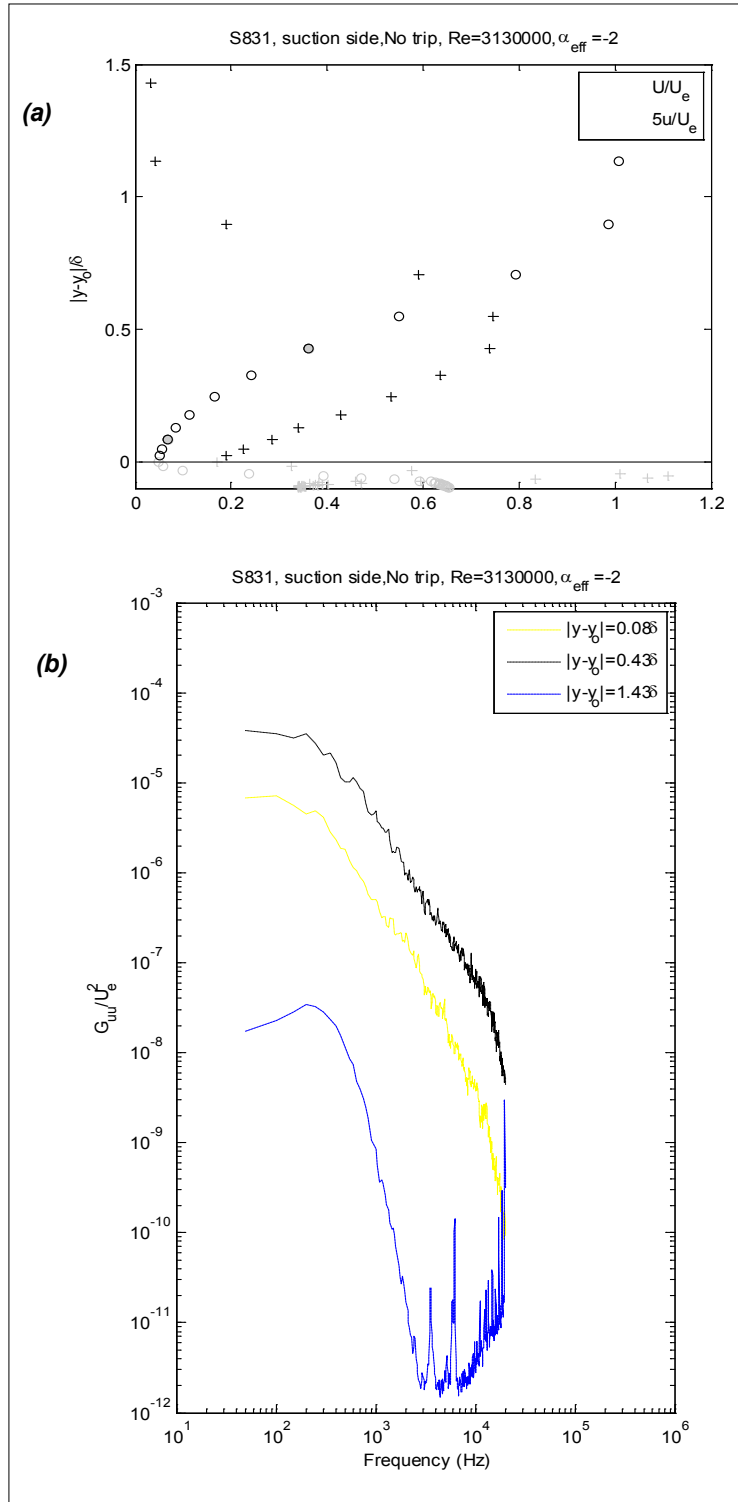 S831, suction side,No trip, Re=3130000,α_eff =-2
(a)
1.5
1
0.5
0
|y-y_o|/δ
U/U_e
5u/U_e
0 0.2 0.4 0.6 0.8 1 1.2
S831, suction side,No trip, Re=3130000,α_eff =-2
(b)
|y-y_o|=0.08δ
|y-y_o|=0.43δ
|y-y_o|=1.43δ
10^-3
10^-4
10^-5
10^-6
10^-7
10^-8
10^-9
10^-10
10^-11
10^-12
G_uu/U_e^2
10^1 10^2 10^3 10^4 10^5 10^6
Frequency (Hz)